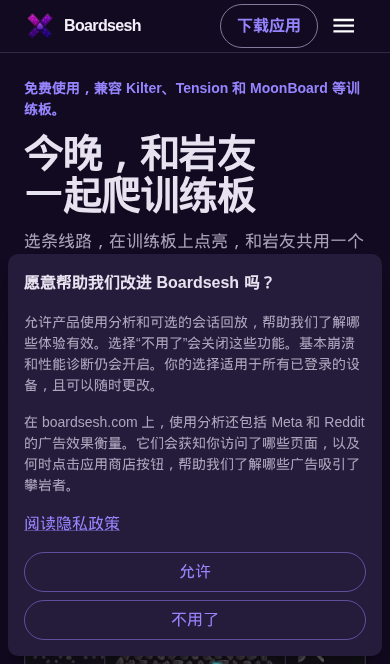 Boardsesh
下载应用
免费使用，兼容 Kilter、Tension 和 MoonBoard 等训
练板。
今晚，和岩友
一起爬训练板
选条线路，在训练板上点亮，和岩友共用一个
愿意帮助我们改进 Boardsesh 吗？
允许产品使用分析和可选的会话回放，帮助我们了解哪
些体验有效。选择“不用了”会关闭这些功能。基本崩溃
和性能诊断仍会开启。你的选择适用于所有已登录的设
备，且可以随时更改。
在 boardsesh.com 上，使用分析还包括 Meta 和 Reddit
的广告效果衡量。它们会获知你访问了哪些页面，以及
何时点击应用商店按钮，帮助我们了解哪些广告吸引了
攀岩者。
阅读隐私政策
允许
不用了